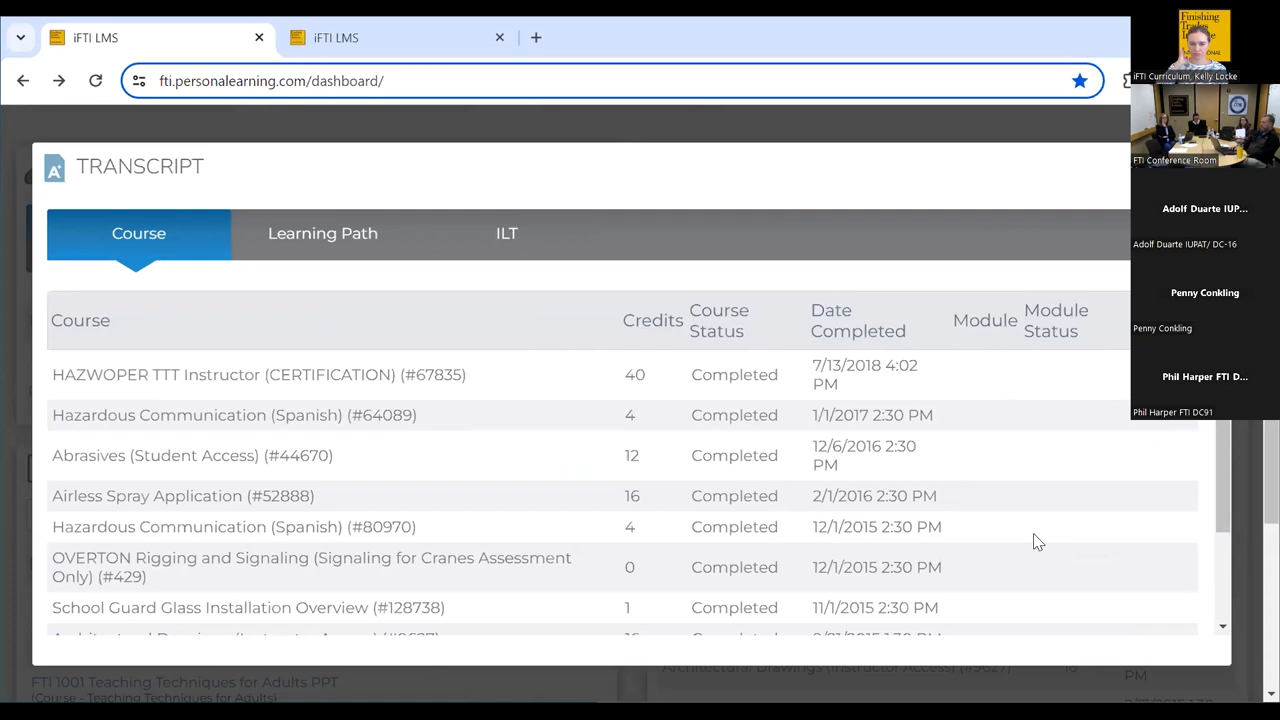 iFTI LMS
iFTI LMS
fti.personalearning.com/dashboard/
Finishing
Trades
iFTI Curriculum, Kelly Locke
FTI Conference Room
Adolf Duarte IUP...
Adolf Duarte IUPAT/ DC-16
Penny Conkling
Penny Conkling
Phil Harper FTI D...
Phil Harper FTI DC91
TRANSCRIPT
Course Learning Path ILT
Course Credits Course Status Date Completed Module Module Status
HAZWOPER TTT Instructor (CERTIFICATION) (#67835) 40 Completed 7/13/2018 4:02 PM
Hazardous Communication (Spanish) (#64089) 4 Completed 1/1/2017 2:30 PM
Abrasives (Student Access) (#44670) 12 Completed 12/6/2016 2:30 PM
Airless Spray Application (#52888) 16 Completed 2/1/2016 2:30 PM
Hazardous Communication (Spanish) (#80970) 4 Completed 12/1/2015 2:30 PM
OVERTON Rigging and Signaling (Signaling for Cranes Assessment
Only) (#429) 0 Completed 12/1/2015 2:30 PM
School Guard Glass Installation Overview (#128738) 1 Completed 11/1/2015 2:30 PM
Architectural Drawings (Instructor Access) (#9627)
PM
FTI 1001 Teaching Techniques for Adults PPT
(Course - Teaching Techniques for Adults)